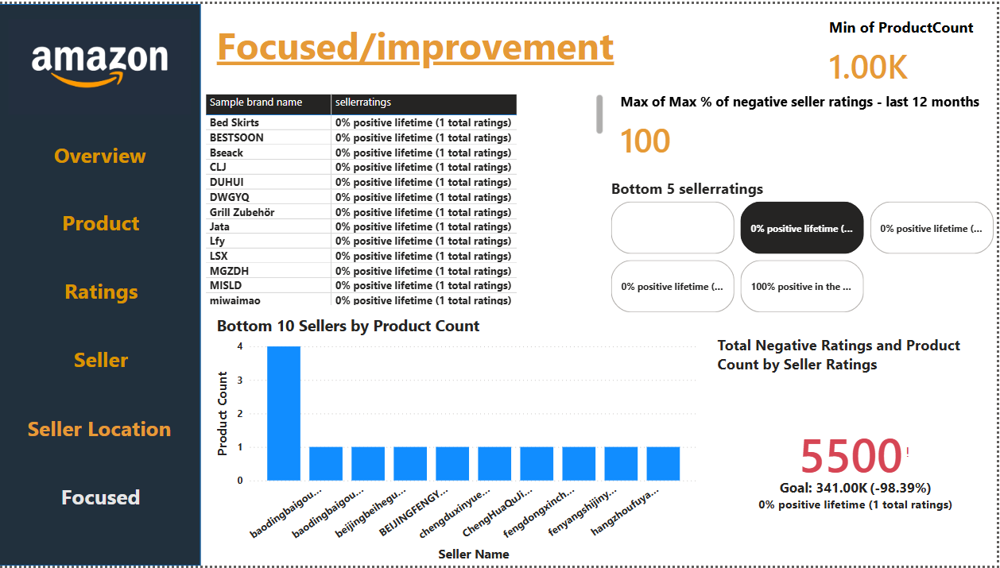 amazon
Overview
Product
Ratings
Seller
Seller Location
Focused
Focused/improvement
Min of ProductCount
1.00K
Sample brand name sellerratings
Bed Skirts 0% positive lifetime (1 total ratings)
BESTSOON 0% positive lifetime (1 total ratings)
Bseack 0% positive lifetime (1 total ratings)
CLJ 0% positive lifetime (1 total ratings)
DUHUI 0% positive lifetime (1 total ratings)
DWGYQ 0% positive lifetime (1 total ratings)
Grill Zubehör 0% positive lifetime (1 total ratings)
Jata 0% positive lifetime (1 total ratings)
Lfy 0% positive lifetime (1 total ratings)
LSX 0% positive lifetime (1 total ratings)
MGZDH 0% positive lifetime (1 total ratings)
MISLD 0% positive lifetime (1 total ratings)
miwaimao 0% positive lifetime (1 total ratings)
Max of Max % of negative seller ratings - last 12 months
100
Bottom 5 sellerratings
0% positive lifetime (... 0% positive lifetime (...
0% positive lifetime (... 100% positive in the ...
Bottom 10 Sellers by Product Count
Product Count
4
3
2
1
0
baodingbaigou... baodingbaigou... beijingbeihegu... BEIJINGFENGY... chengduxinyue... ChengHuaQuJi... fengdongxinch... fenyangshijiny... hangzhoufuya...
Seller Name
Total Negative Ratings and Product
Count by Seller Ratings
5500!
Goal: 341.00K (-98.39%)
0% positive lifetime (1 total ratings)